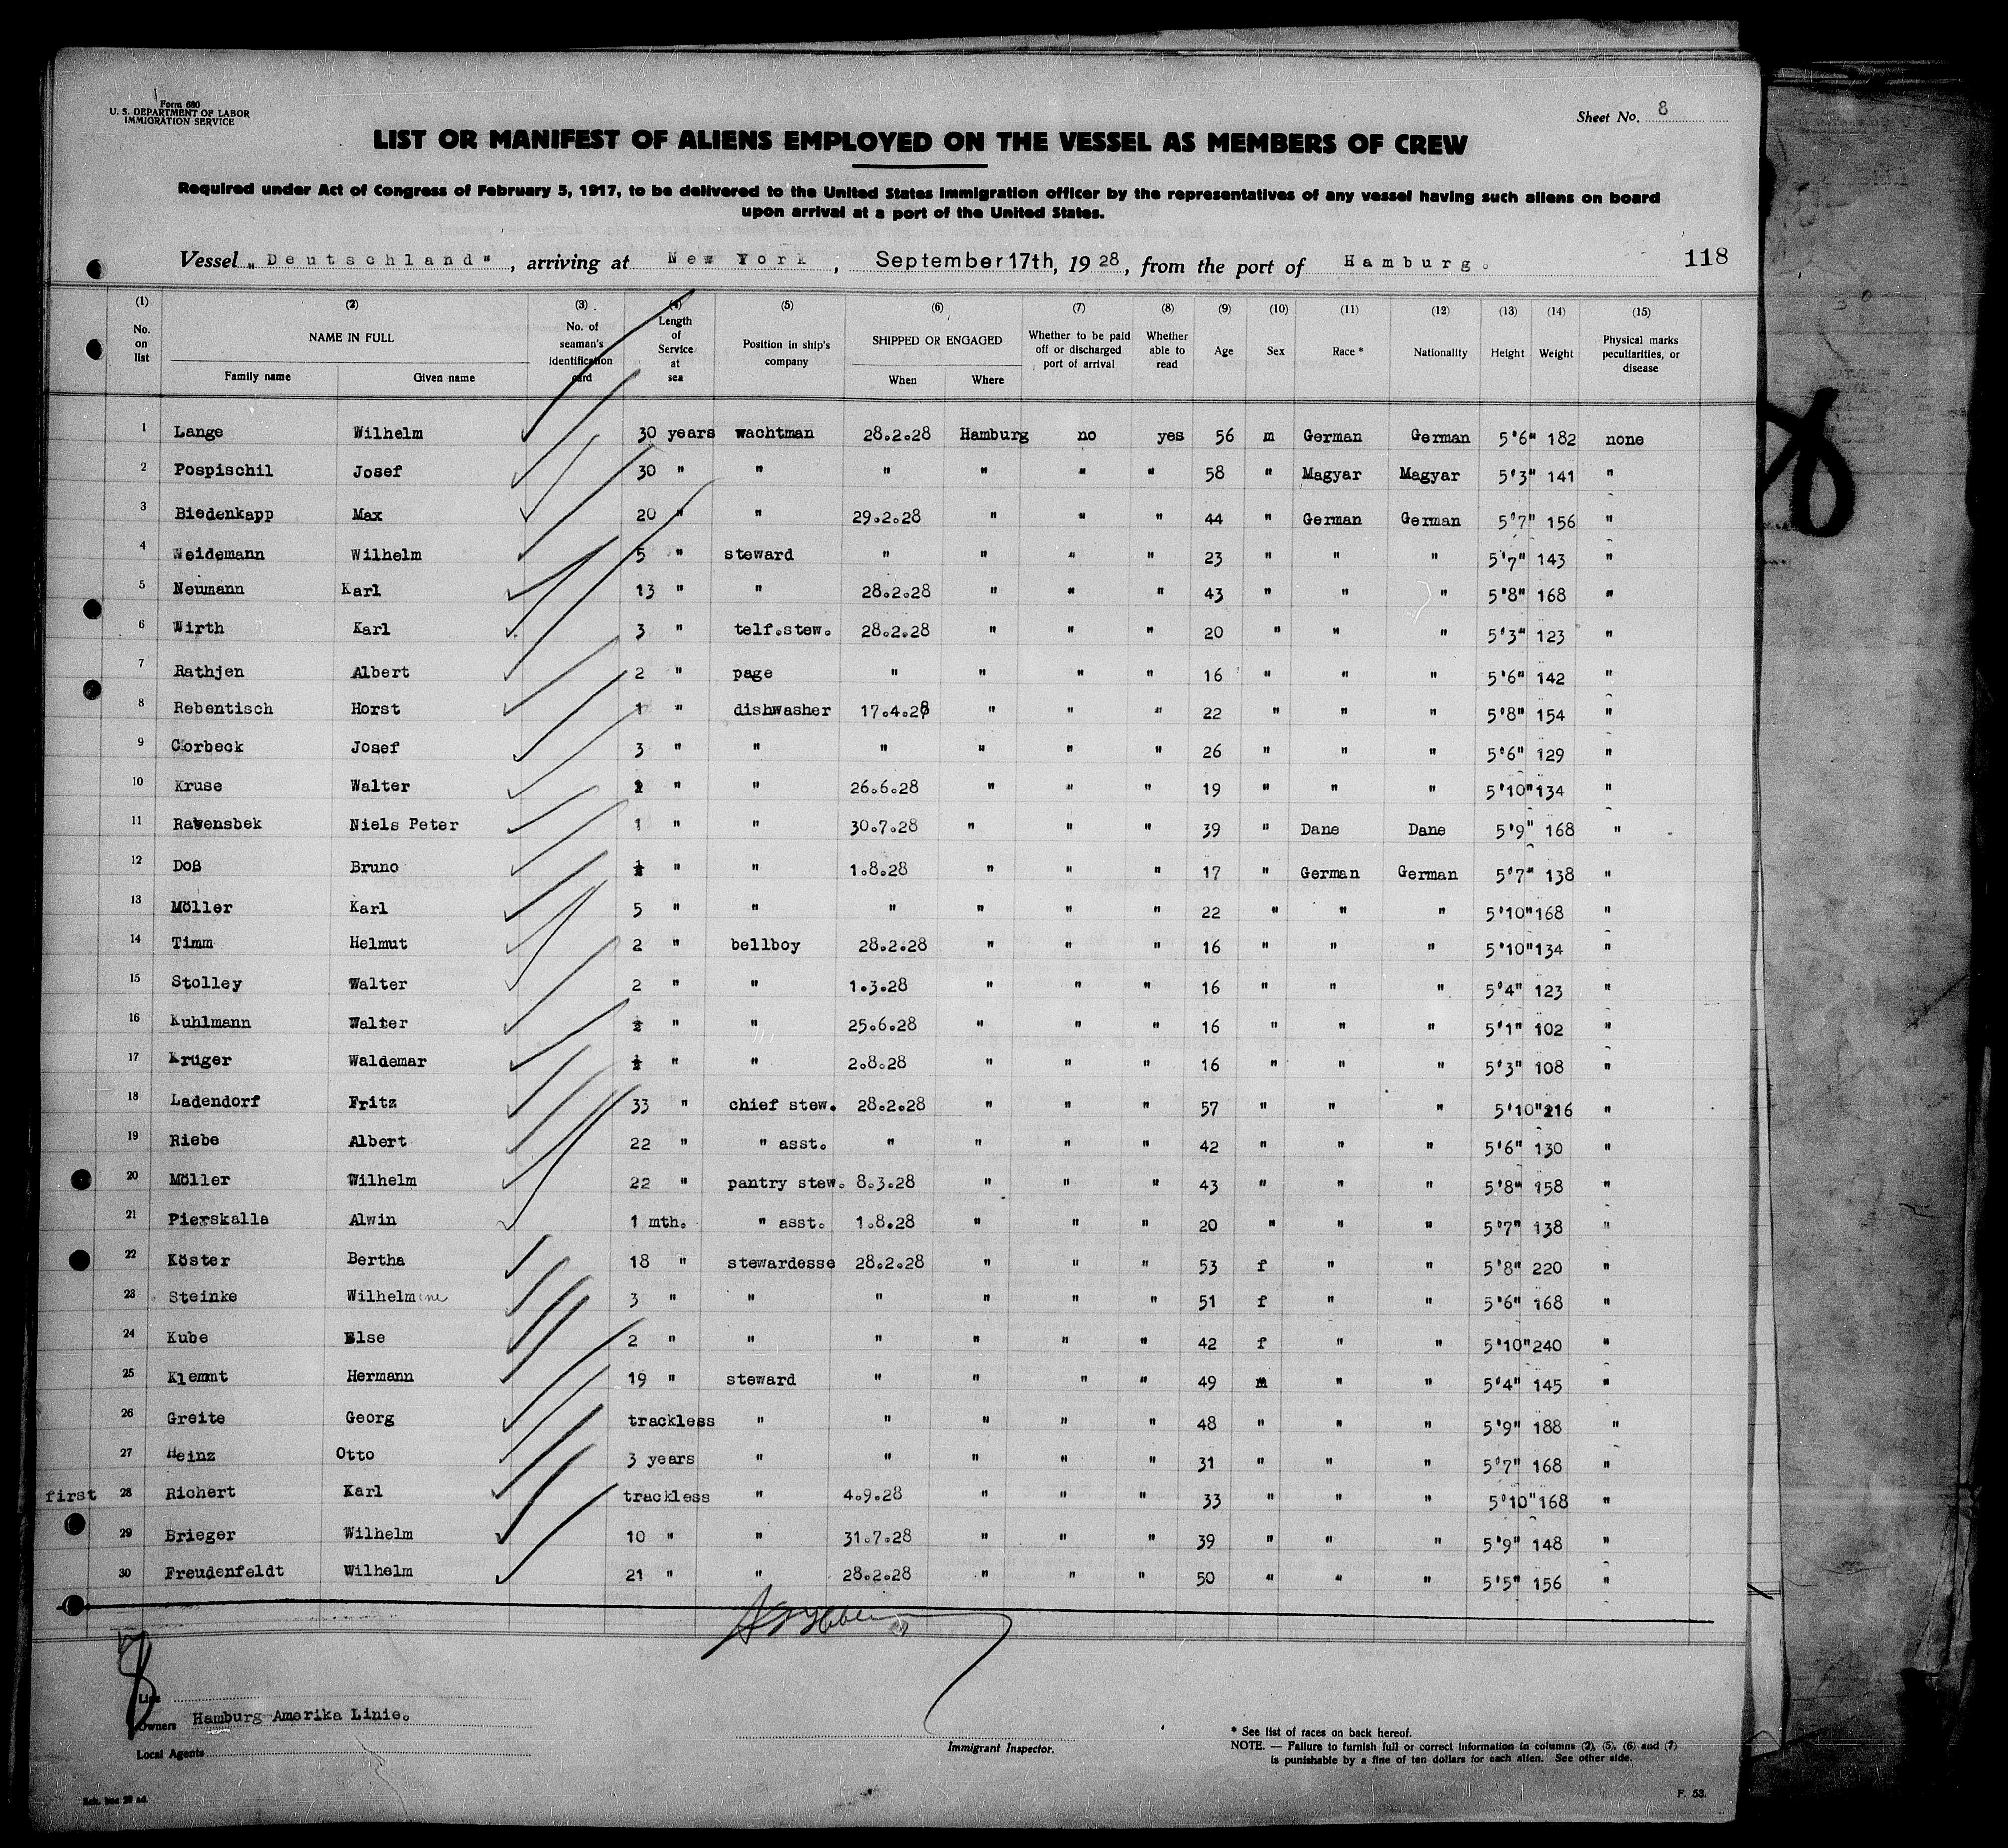 Form 680
U. S. DEPARTMENT OF LABOR
IMMIGRATION SERVICE
Sheet No. 8
LIST OR MANIFEST OF ALIENS EMPLOYED ON THE VESSEL AS MEMBERS OF CREW
Required under Act of Congress of February 5, 1917, to be delivered to the United States immigration officer by the representatives of any vessel having such aliens on board
upon arrival at a port of the United States.
Vessel „Deutschland", arriving at New York, September 17th, 1928, from the port of Hamburg. 118
(1) (2) (3) (4) (5) (6) (7) (8) (9) (10) (11) (12) (13) (14) (15)
No. on list NAME IN FULL Family name Given name No. of seaman's identification card Length of Service at sea Position in ship's company SHIPPED OR ENGAGED When Where Whether to be paid off or discharged port of arrival Whether able to read Age Sex Race* Nationality Height Weight Physical marks peculiarities, or disease
1 Lange Wilhelm 30 years wachtman 28.2.28 Hamburg no yes 56 m German German 5'6" 182 none
2 Pospischil Josef 30 " " " " " " 58 " Magyar Magyar 5'3" 141 "
3 Biedenkapp Max 20 " " 29.2.28 " " " 44 " German German 5'7" 156 "
4 Weidemann Wilhelm 5 " steward " " " " 23 " " " 5'7" 143 "
5 Neumann Karl 13 " " 28.2.28 " " " 43 " " " 5'8" 168 "
6 Wirth Karl 3 " telf.stew. 28.2.28 " " " 20 " " " 5'3" 123 "
7 Rathjen Albert 2 " page " " " " 16 " " " 5'6" 142 "
8 Rebentisch Horst 1 " dishwasher 17.4.28 " " " 22 " " " 5'8" 154 "
9 Corbeck Josef 3 " " " " " " 26 " " " 5'6" 129 "
10 Kruse Walter " " 26.6.28 " " " 19 " " " 5'10" 134 "
11 Ravensbek Niels Peter 1 " " 30.7.28 " " " 39 " Dane Dane 5'9" 168 "
12 Doß Bruno ½ " " 1.8.28 " " " 17 " German German 5'7" 138 "
13 Möller Karl 5 " " " " " " 22 " " " 5'10" 168 "
14 Timm Helmut 2 " bellboy 28.2.28 " " " 16 " " " 5'10" 134 "
15 Stolley Walter 2 " " 1.3.28 " " " 16 " " " 5'4" 123 "
16 Kuhlmann Walter ½ " " 25.6.28 " " " 16 " " " 5'1" 102 "
17 Krüger Waldemar ½ " " 2.8.28 " " " 16 " " " 5'3" 108 "
18 Ladendorf Fritz 33 " chief stew. 28.2.28 " " " 57 " " " 5'10" 216 "
19 Riebe Albert 22 " " asst. " " " " 42 " " " 5'6" 130 "
20 Möller Wilhelm 22 " pantry stew. 8.3.28 " " " 43 " " " 5'8" 158 "
21 Pierskalla Alwin 1 mth. " asst. 1.8.28 " " " 20 " " " 5'7" 138 "
22 Köster Bertha 18 " stewardesse 28.2.28 " " " 53 f " " 5'8" 220 "
23 Steinke Wilhelmine 3 " " " " " " 51 f " " 5'6" 168 "
24 Kube Else 2 " " " " " " 42 f " " 5'10" 240 "
25 Klemmt Hermann 19 " steward " " " " 49 m " " 5'4" 145 "
26 Greite Georg trackless " " " " " 48 " " " 5'9" 188 "
27 Heinz Otto 3 years " " " " " 31 " " " 5'7" 168 "
first 28 Richert Karl trackless " 4.9.28 " " " 33 " " " 5'10" 168 "
29 Brieger Wilhelm 10 " " 31.7.28 " " " 39 " " " 5'9" 148 "
30 Freudenfeldt Wilhelm 21 " " 28.2.28 " " " 50 " " " 5'5" 156 "
8
Line
Owners Hamburg Amerika Linie.
Local Agents
Immigrant Inspector.
* See list of races on back hereof.
NOTE. — Failure to furnish full or correct information in columns (2), (5), (6) and (7)
is punishable by a fine of ten dollars for each alien. See other side.
F. 53.